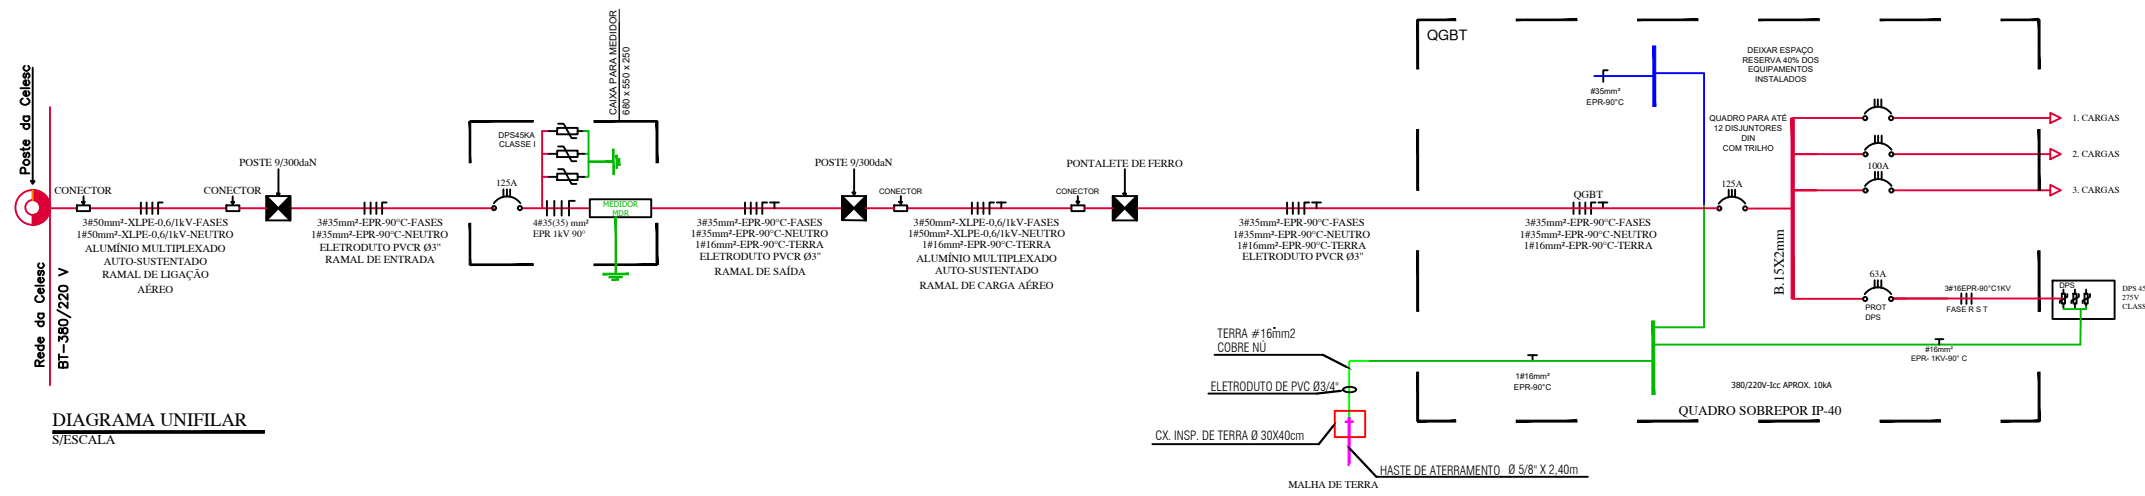 Poste da Celesc
Rede da Celesc
BT-380/220 V
CONECTOR
3#50mm²-XLPE-0,6/1kV-FASES
1#50mm²-XLPE-0,6/1kV-NEUTRO
ALUMÍNIO MULTIPLEXADO
AUTO-SUSTENTADO
RAMAL DE LIGAÇÃO
AÉREO
CONECTOR
POSTE 9/300daN
3#35mm²-EPR-90°C-FASES
1#35mm²-EPR-90°C-NEUTRO
ELETRODUTO PVCR Ø3"
RAMAL DE ENTRADA
CAIXA PARA MEDIDOR
680 x 550 x 250
DPS45KA
CLASSE I
125A
4#35(35) mm²
EPR 1kV 90°
MEDIDOR
MDR
3#35mm²-EPR-90°C-FASES
1#35mm²-EPR-90°C-NEUTRO
1#16mm²-EPR-90°C-TERRA
ELETRODUTO PVCR Ø3"
RAMAL DE SAÍDA
POSTE 9/300daN
CONECTOR
3#50mm²-XLPE-0,6/1kV-FASES
1#50mm²-XLPE-0,6/1kV-NEUTRO
1#16mm²-EPR-90°C-TERRA
ALUMÍNIO MULTIPLEXADO
AUTO-SUSTENTADO
RAMAL DE CARGA AÉREO
CONECTOR
PONTALETE DE FERRO
3#35mm²-EPR-90°C-FASES
1#35mm²-EPR-90°C-NEUTRO
1#16mm²-EPR-90°C-TERRA
ELETRODUTO PVCR Ø3"
QGBT
DEIXAR ESPAÇO
RESERVA 40% DOS
EQUIPAMENTOS
INSTALADOS
#35mm²
EPR-90°C
QUADRO PARA ATÉ
12 DISJUNTORES
DIN
COM TRILHO
QGBT
3#35mm²-EPR-90°C-FASES
1#35mm²-EPR-90°C-NEUTRO
1#16mm²-EPR-90°C-TERRA
125A
B.15X2mm
100A
1. CARGAS
2. CARGAS
3. CARGAS
63A
PROT
DPS
3#16EPR-90°C1KV
FASE R S T
DPS
DPS 45
275V
CLASS
#16mm²
EPR- 1KV-90° C
1#16mm²
EPR-90°C
380/220V-Icc APROX. 10kA
QUADRO SOBREPOR IP-40
TERRA #16mm2
COBRE NÚ
ELETRODUTO DE PVC Ø3/4"
CX. INSP. DE TERRA Ø 30X40cm
HASTE DE ATERRAMENTO Ø 5/8" X 2,40m
MALHA DE TERRA
DIAGRAMA UNIFILAR
S/ESCALA